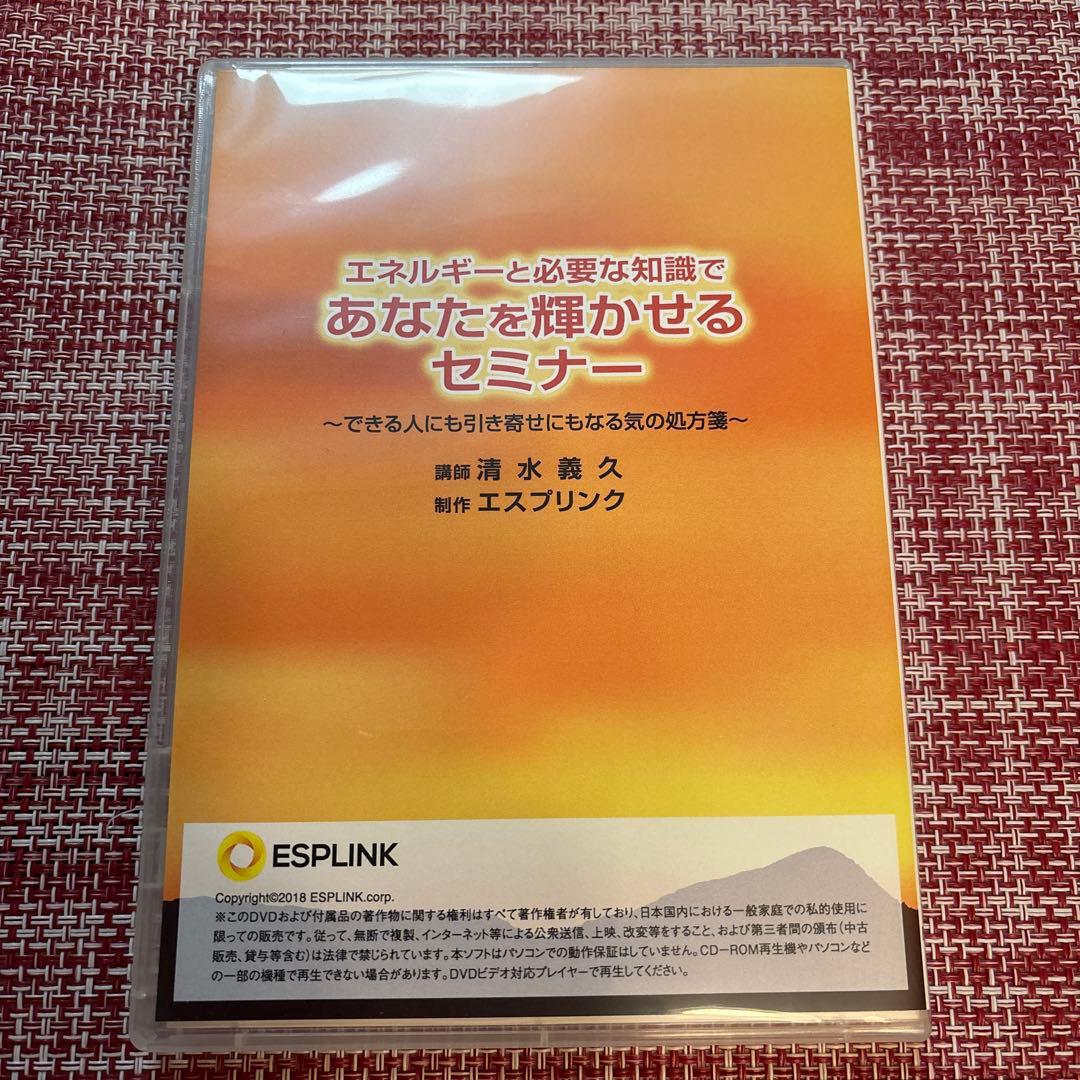 エネルギーと必要な知識で
あなたを輝かせる
セミナー
～できる人にも引き寄せにもなる気の処方箋～
講師 清水義久
制作 エスプリンク
ESPLINK
Copyright©2018 ESPLINK.corp.
※このDVDおよび付属品の著作物に関する権利はすべて著作権者が有しており、日本国内における一般家庭での私的使用に
限っての販売です。従って、無断で複製、インターネット等による公衆送信、上映、改変等をすること、および第三者間の頒布(中古
販売、貸与等含む)は法律で禁じられています。本ソフトはパソコンでの動作保証はしていません。CD-ROM再生機やパソコンなど
の一部の機種で再生できない場合があります。DVDビデオ対応プレイヤーで再生してください。